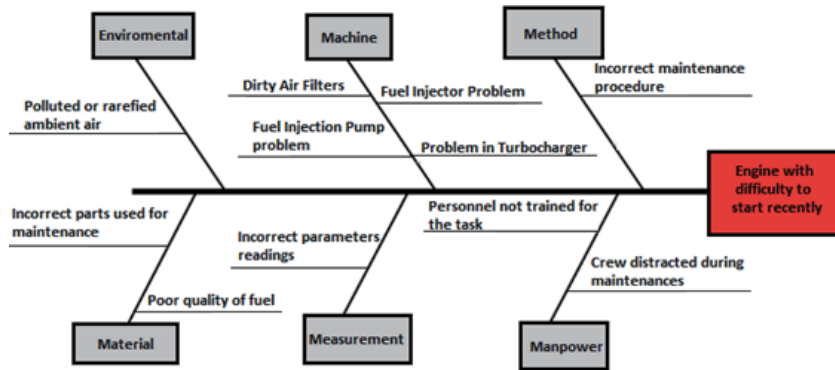 Enviromental
Machine
Method
Dirty Air Filters
Fuel Injector Problem
Incorrect maintenance
procedure
Polluted or rarefied
ambient air
Fuel Injection Pump
problem
Problem in Turbocharger
Engine with
difficulty to
start recently
Incorrect parts used for
maintenance
Incorrect parameters
readings
Personnel not trained for
the task
Poor quality of fuel
Crew distracted during
maintenances
Material
Measurement
Manpower